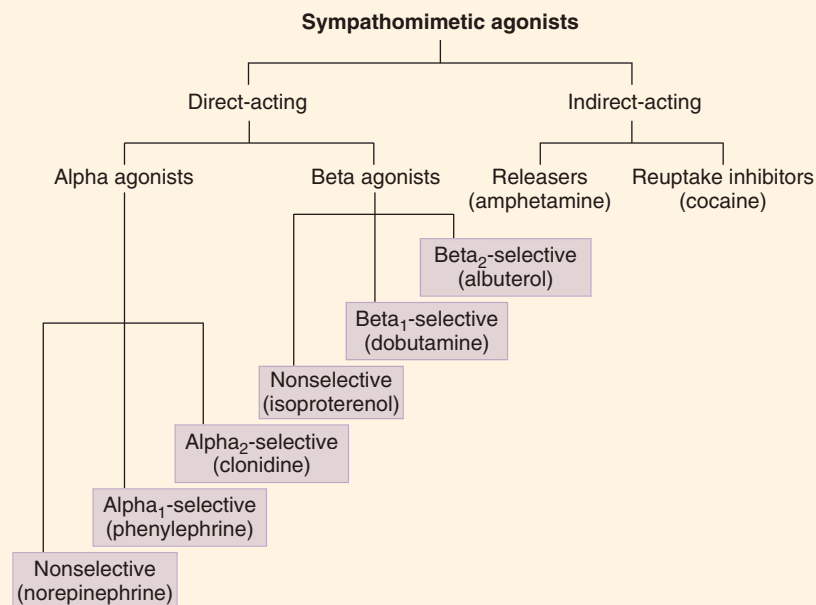 Sympathomimetic agonists
Direct-acting
Indirect-acting
Alpha agonists
Beta agonists
Releasers
(amphetamine)
Reuptake inhibitors
(cocaine)
Beta₂-selective
(albuterol)
Beta₁-selective
(dobutamine)
Nonselective
(isoproterenol)
Alpha₂-selective
(clonidine)
Alpha₁-selective
(phenylephrine)
Nonselective
(norepinephrine)